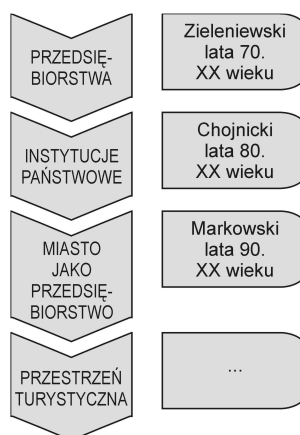 PRZEDSIĘ-
BIORSTWA
Zieleniewski
lata 70.
XX wieku
INSTYTUCJE
PAŃSTWOWE
Chojnicki
lata 80.
XX wieku
MIASTO
JAKO
PRZEDSIĘ-
BIORSTWO
Markowski
lata 90.
XX wieku
PRZESTRZEŃ
TURYSTYCZNA
...